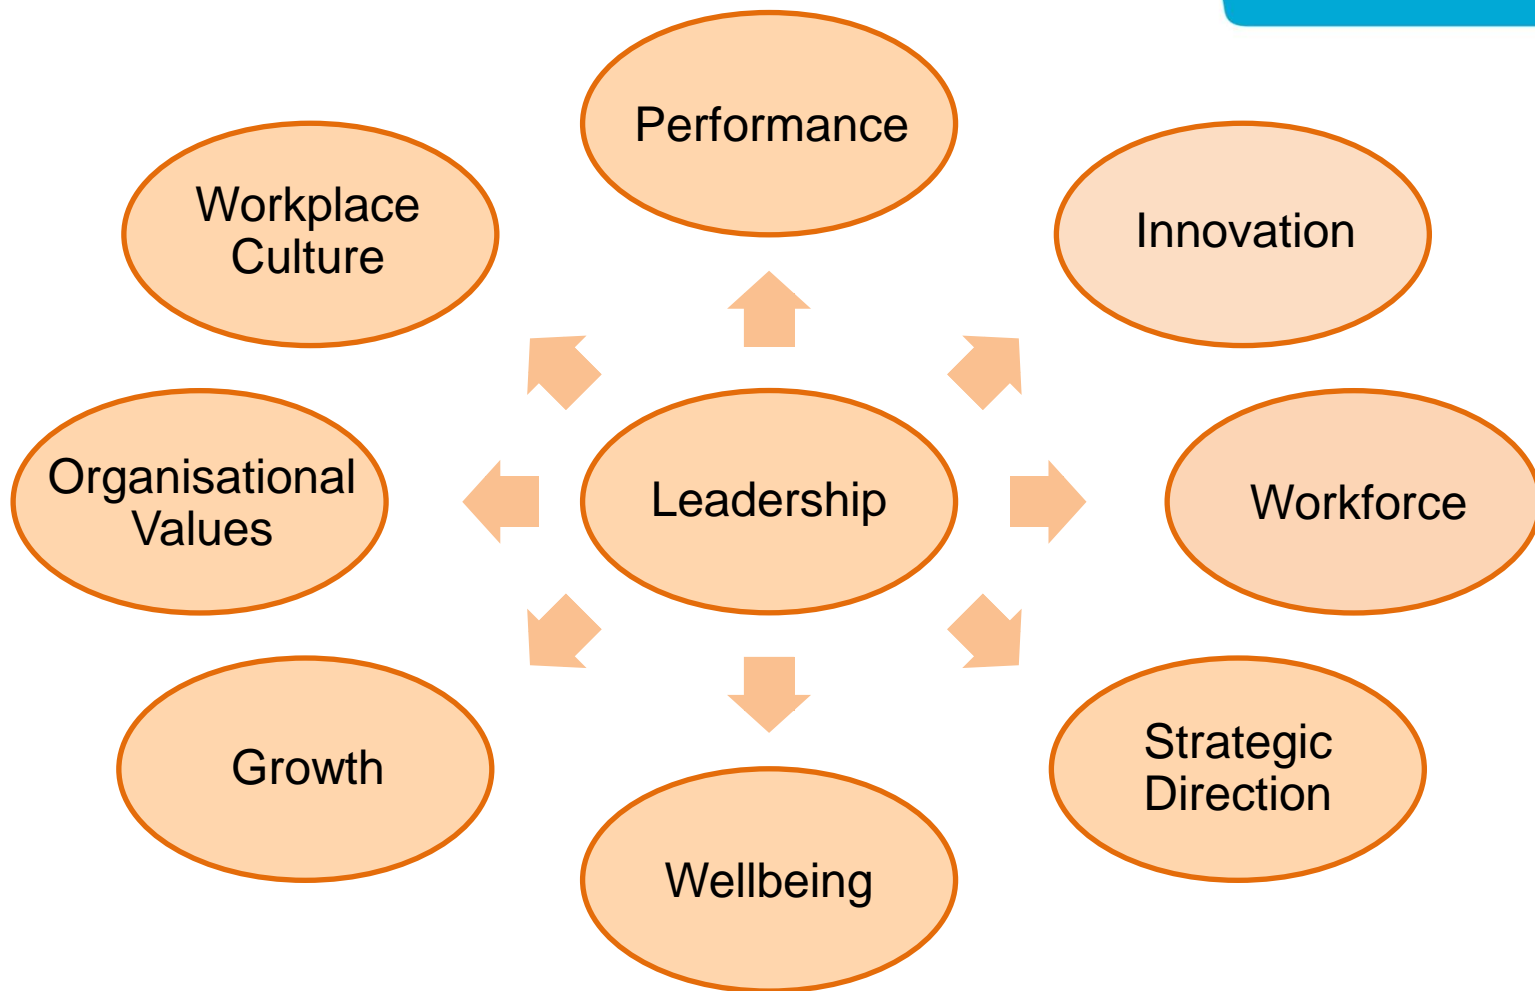 Performance
Workplace
Culture
Innovation
Organisational
Values
Leadership
Workforce
Growth
Strategic
Direction
Wellbeing